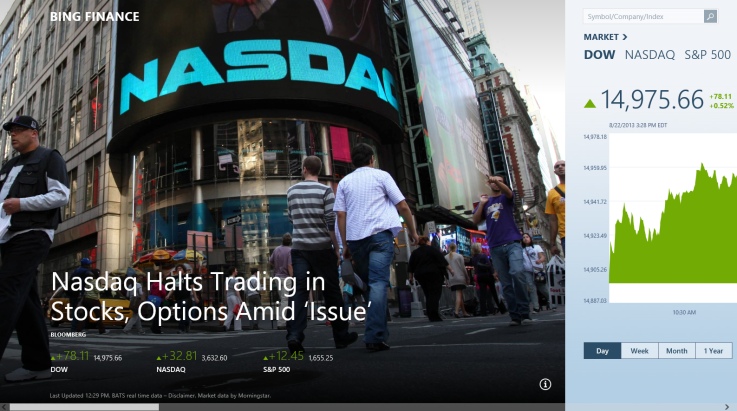 BING FINANCE
NASDAQ
Nasdaq Halts Trading in
Stocks, Options Amid ‘Issue’
BLOOMBERG
▲+78.11 14,975.66
DOW
▲+32.81 3,632.60
NASDAQ
▲+12.45 1,655.25
S&P 500
Last Updated 12:29 PM. BATS real time data – Disclaimer. Market data by Morningstar.
Symbol/Company/Index
MARKET
DOW NASDAQ S&P 500
▲ 14,975.66 +78.11
+0.52%
8/22/2013 3:28 PM EDT
14,978.18
14,959.95
14,941.72
14,923.49
14,905.26
14,887.03
10:30 AM
Day Week Month 1 Year